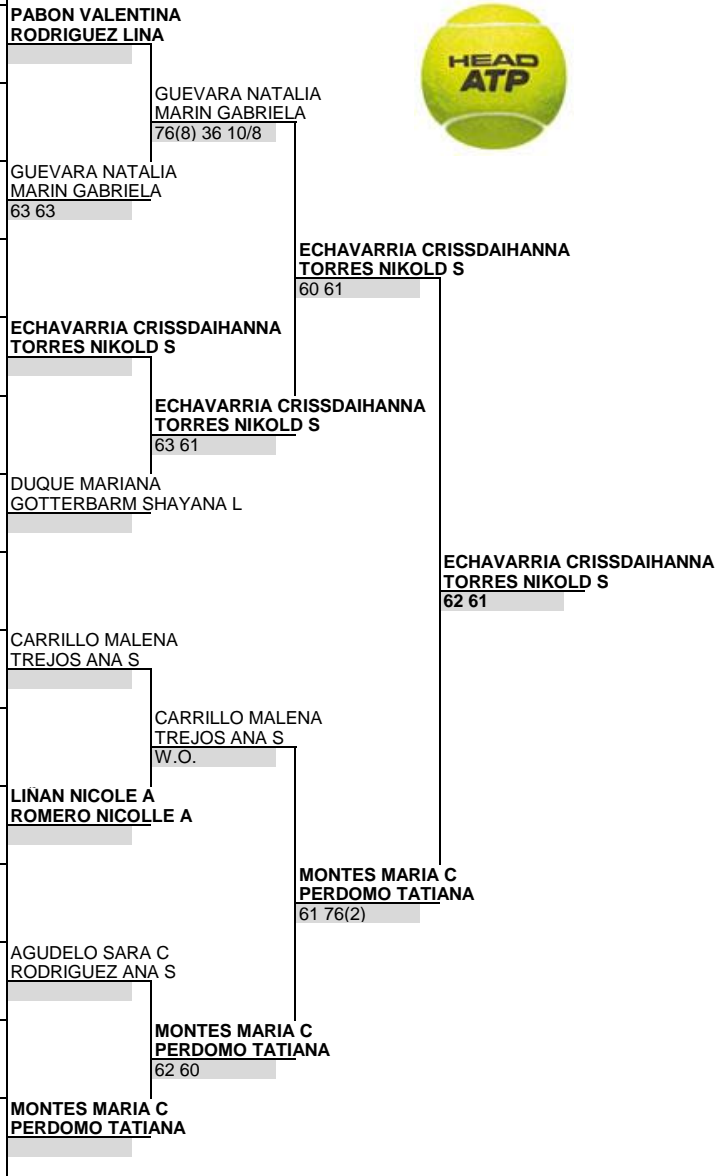 PABON VALENTINA
RODRIGUEZ LINA
HEAD
ATP
GUEVARA NATALIA
MARIN GABRIELA
76(8) 36 10/8
GUEVARA NATALIA
MARIN GABRIELA
63 63
ECHAVARRIA CRISSDAIHANNA
TORRES NIKOLD S
60 61
ECHAVARRIA CRISSDAIHANNA
TORRES NIKOLD S
ECHAVARRIA CRISSDAIHANNA
TORRES NIKOLD S
63 61
DUQUE MARIANA
GOTTERBARM SHAYANA L
ECHAVARRIA CRISSDAIHANNA
TORRES NIKOLD S
62 61
CARRILLO MALENA
TREJOS ANA S
CARRILLO MALENA
TREJOS ANA S
W.O.
LIÑAN NICOLE A
ROMERO NICOLLE A
MONTES MARIA C
PERDOMO TATIANA
61 76(2)
AGUDELO SARA C
RODRIGUEZ ANA S
MONTES MARIA C
PERDOMO TATIANA
62 60
MONTES MARIA C
PERDOMO TATIANA